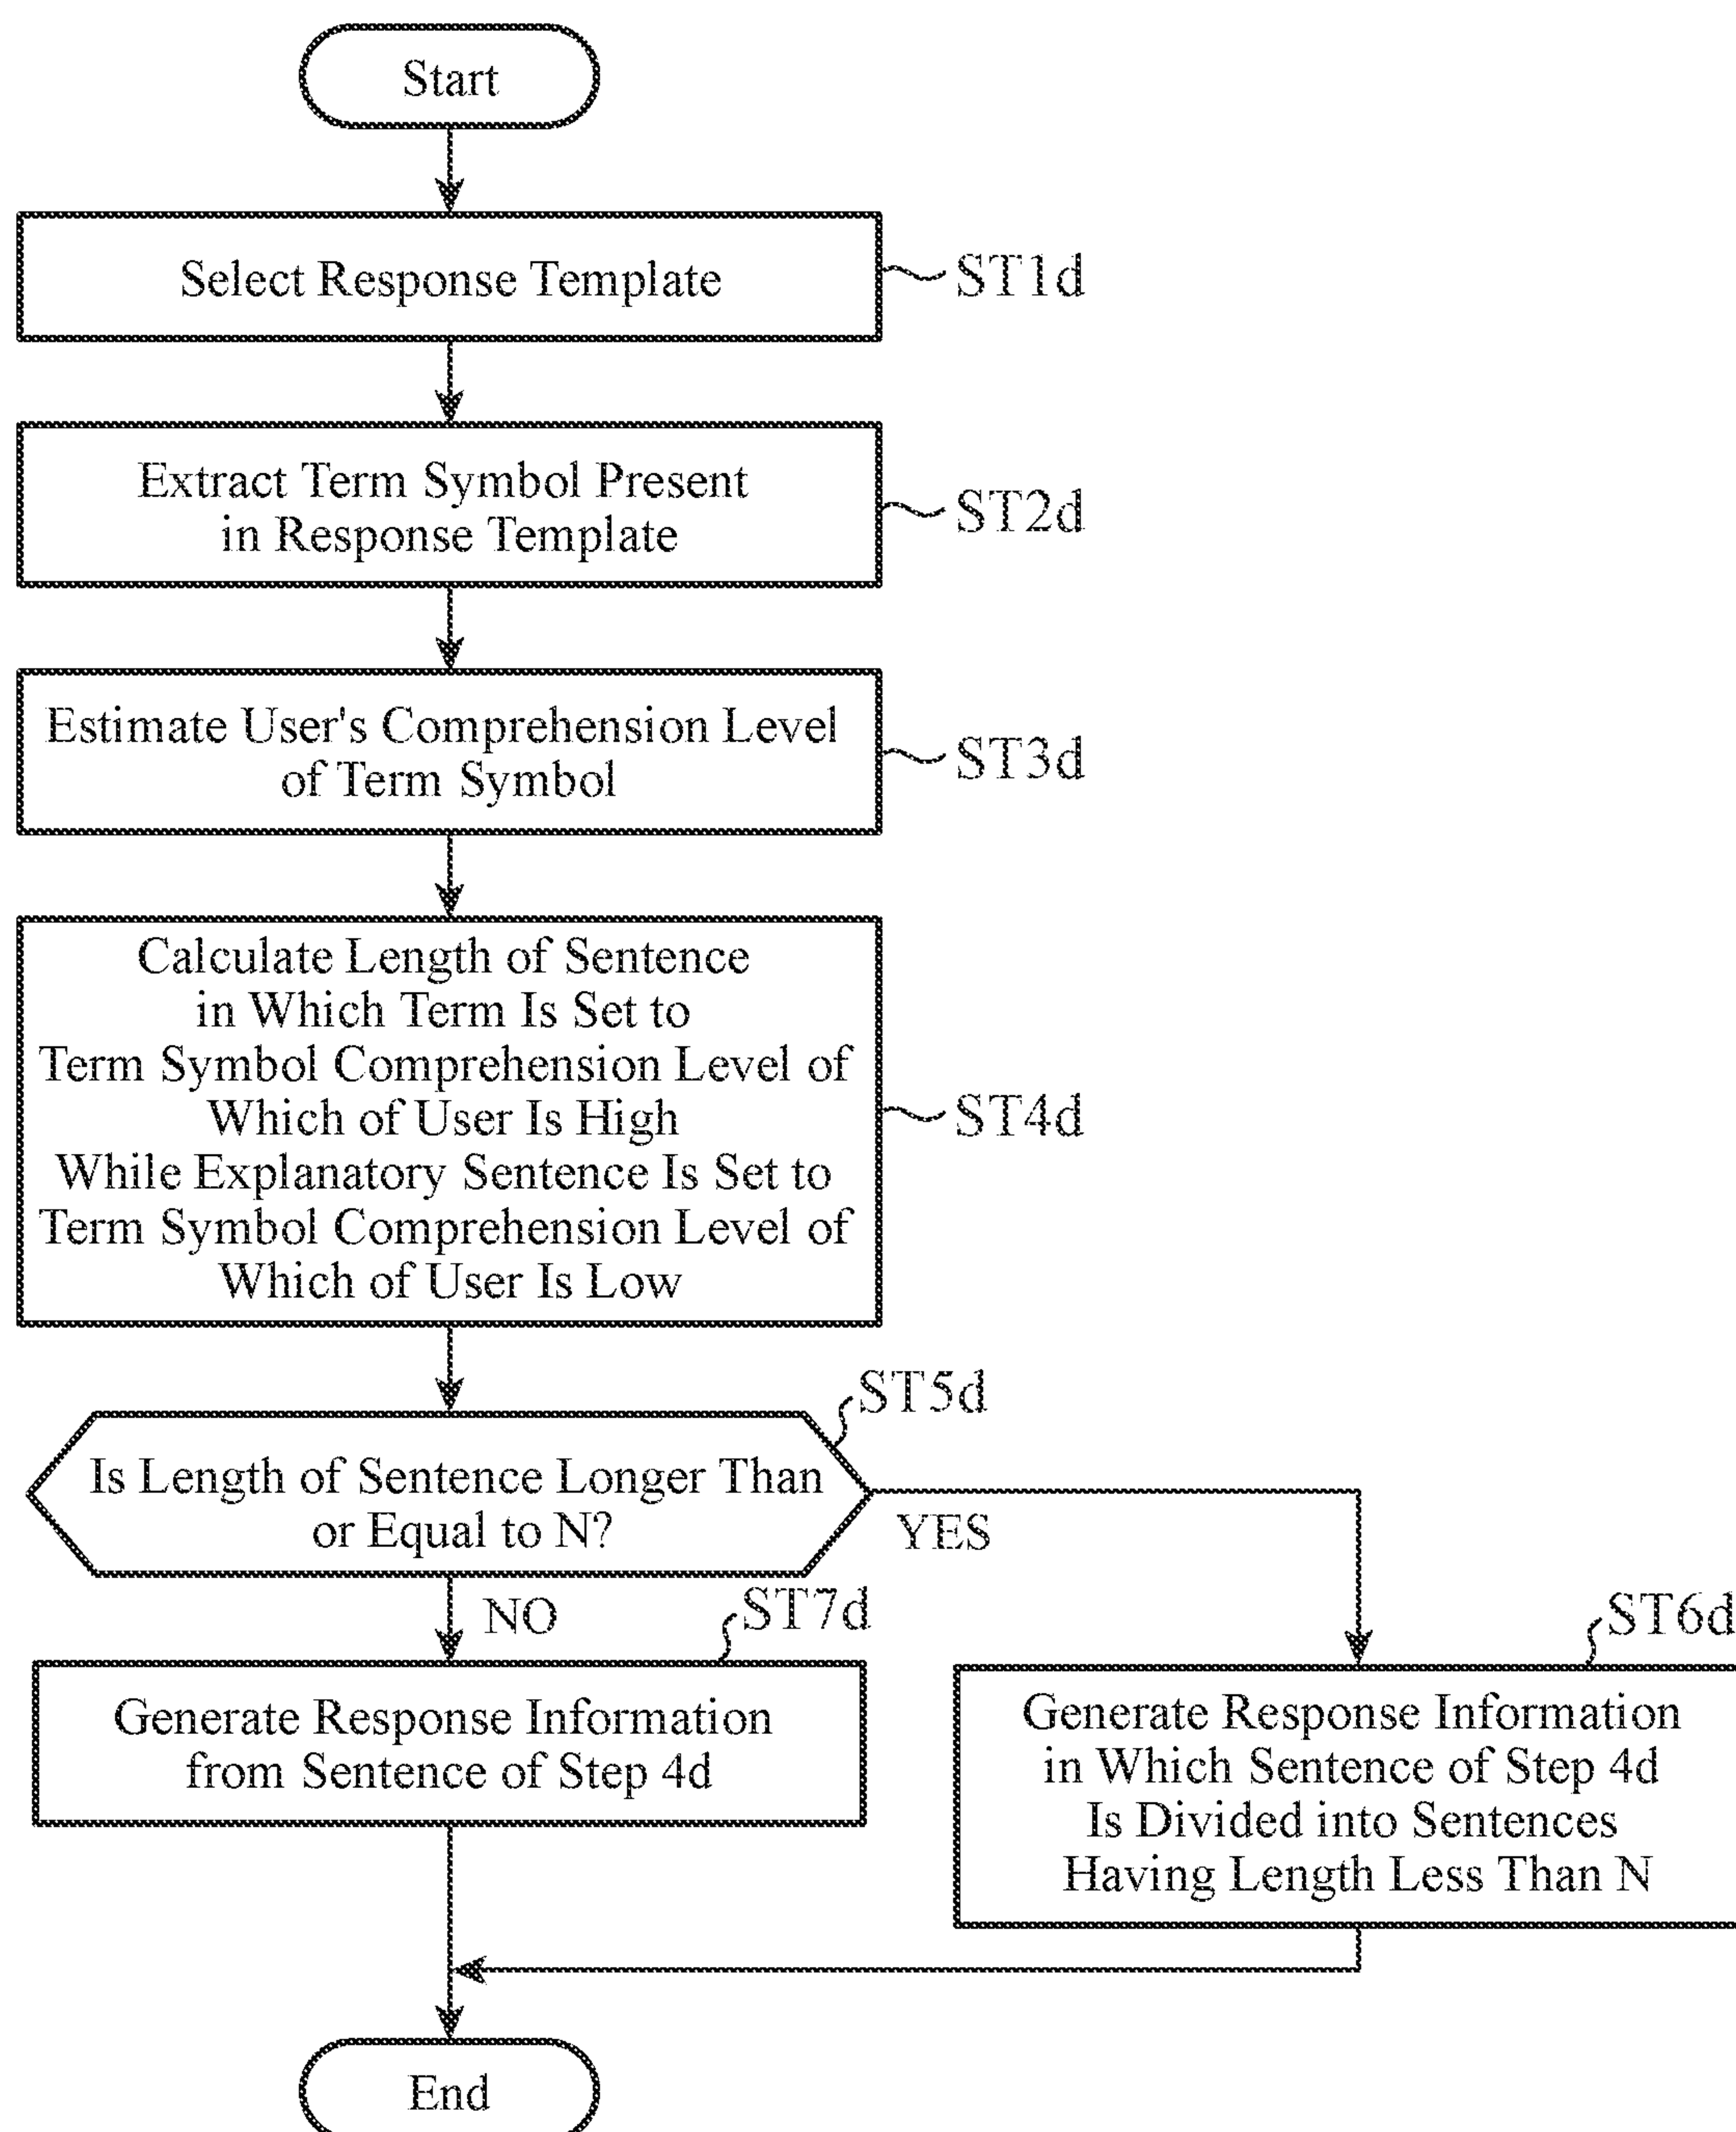 Start
Select Response Template
ST1d
Extract Term Symbol Present
in Response Template
ST2d
Estimate User's Comprehension Level
of Term Symbol
ST3d
Calculate Length of Sentence
in Which Term Is Set to
Term Symbol Comprehension Level of
Which of User Is High
While Explanatory Sentence Is Set to
Term Symbol Comprehension Level of
Which of User Is Low
ST4d
ST5d
Is Length of Sentence Longer Than
or Equal to N?
YES
NO
ST7d
Generate Response Information
from Sentence of Step 4d
ST6d
Generate Response Information
in Which Sentence of Step 4d
Is Divided into Sentences
Having Length Less Than N
End